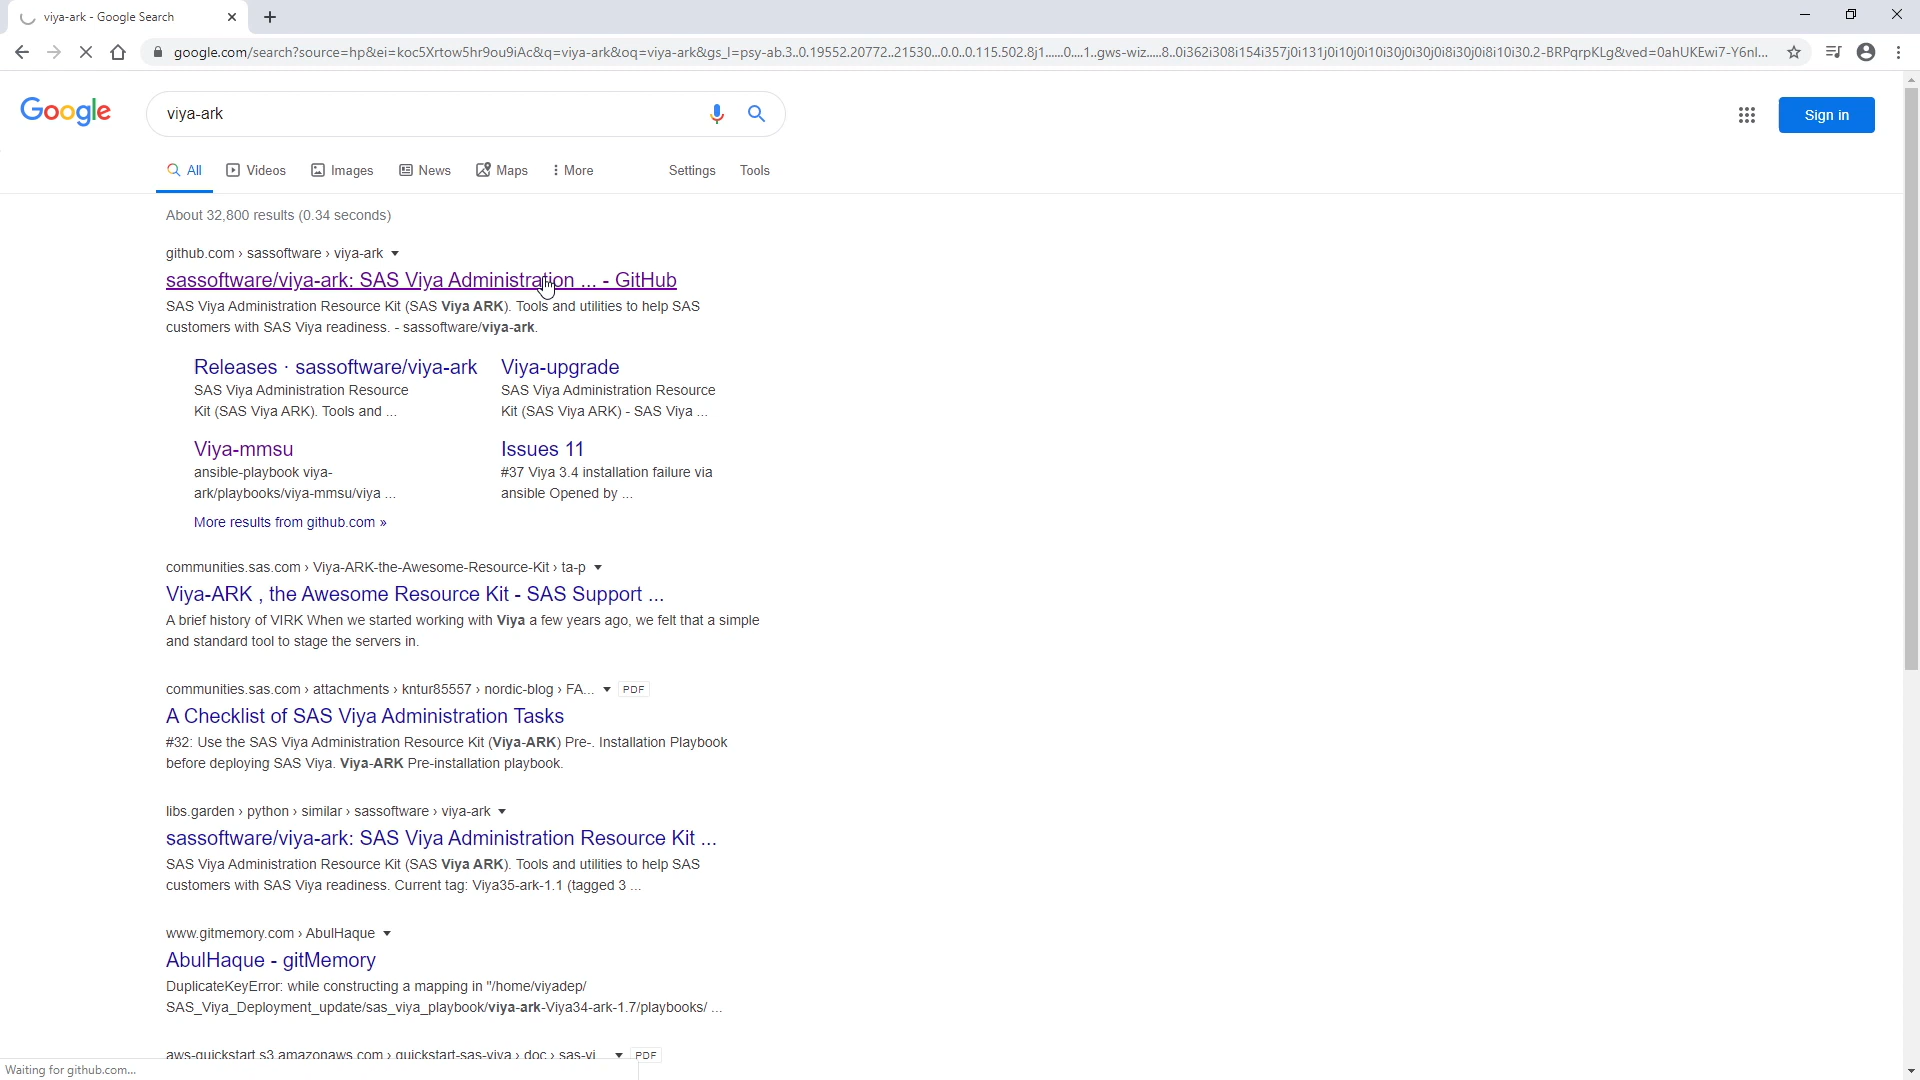 viya-ark - Google Search
google.com/search?source=hp&ei=koc5Xrtow5hr9ou9iAc&q=viya-ark&oq=viya-ark&gs_l=psy-ab.3..0.19552.20772..21530...0.0..0.115.502.8j1......0....1..gws-wiz.....8..0i362i308i154i357j0i131j0i10j0i10i30j0i30j0i8i30j0i8i10i30.2-BRPqrpKLg&ved=0ahUKEwi7-Y6nl...
Google
viya-ark
Sign in
All Videos Images News Maps More Settings Tools
About 32,800 results (0.34 seconds)
github.com › sassoftware › viya-ark
sassoftware/viya-ark: SAS Viya Administration ... - GitHub
SAS Viya Administration Resource Kit (SAS Viya ARK). Tools and utilities to help SAS
customers with SAS Viya readiness. - sassoftware/viya-ark.
Releases · sassoftware/viya-ark
SAS Viya Administration Resource
Kit (SAS Viya ARK). Tools and ...
Viya-upgrade
SAS Viya Administration Resource
Kit (SAS Viya ARK) - SAS Viya ...
Viya-mmsu
ansible-playbook viya-
ark/playbooks/viya-mmsu/viya ...
Issues 11
#37 Viya 3.4 installation failure via
ansible Opened by ...
More results from github.com »
communities.sas.com › Viya-ARK-the-Awesome-Resource-Kit › ta-p
Viya-ARK , the Awesome Resource Kit - SAS Support ...
A brief history of VIRK When we started working with Viya a few years ago, we felt that a simple
and standard tool to stage the servers in.
communities.sas.com › attachments › kntur85557 › nordic-blog › FA... PDF
A Checklist of SAS Viya Administration Tasks
#32: Use the SAS Viya Administration Resource Kit (Viya-ARK) Pre-. Installation Playbook
before deploying SAS Viya. Viya-ARK Pre-installation playbook.
libs.garden › python › similar › sassoftware › viya-ark
sassoftware/viya-ark: SAS Viya Administration Resource Kit ...
SAS Viya Administration Resource Kit (SAS Viya ARK). Tools and utilities to help SAS
customers with SAS Viya readiness. Current tag: Viya35-ark-1.1 (tagged 3 ...
www.gitmemory.com › AbulHaque
AbulHaque - gitMemory
DuplicateKeyError: while constructing a mapping in "/home/viyadep/
SAS_Viya_Deployment_update/sas_viya_playbook/viya-ark-Viya34-ark-1.7/playbooks/ ...
aws-quickstart.s3.amazonaws.com › quickstart-sas-viya › doc › sas-vi... PDF
Waiting for github.com...